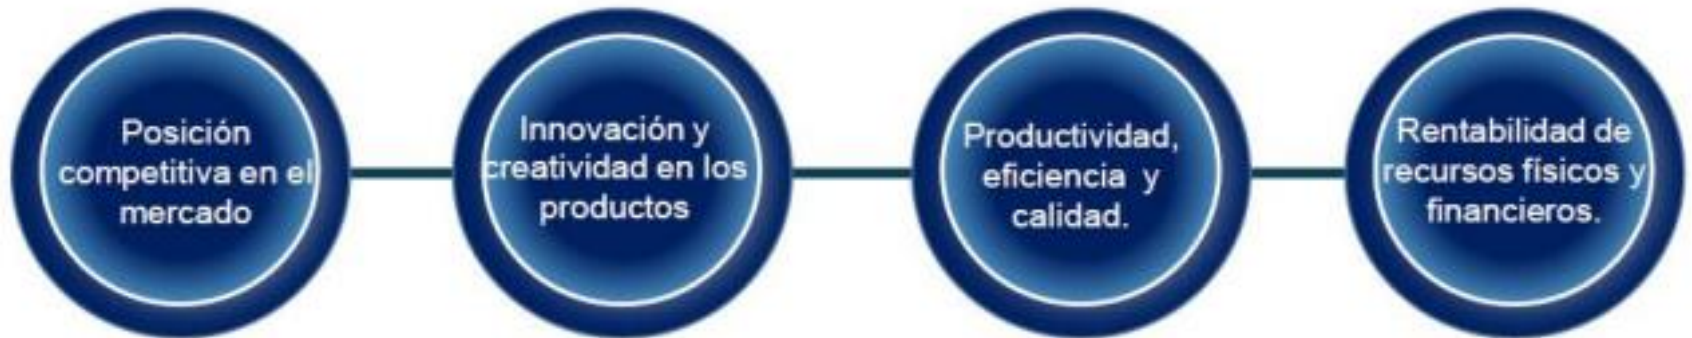 Posición
competitiva en el
mercado
Innovación y
creatividad en los
productos
Productividad,
eficiencia y
calidad.
Rentabilidad de
recursos físicos y
financieros.